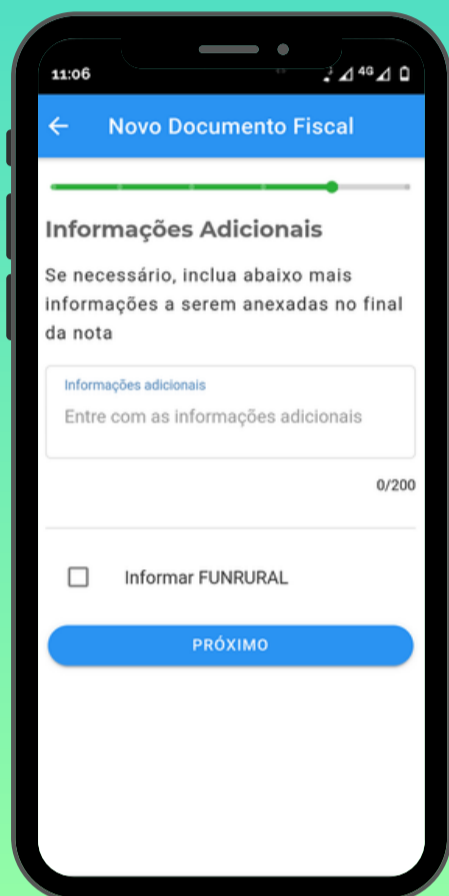 11:06
4G
Novo Documento Fiscal
Informações Adicionais
Se necessário, inclua abaixo mais
informações a serem anexadas no final
da nota
Informações adicionais
Entre com as informações adicionais
0/200
Informar FUNRURAL
PRÓXIMO